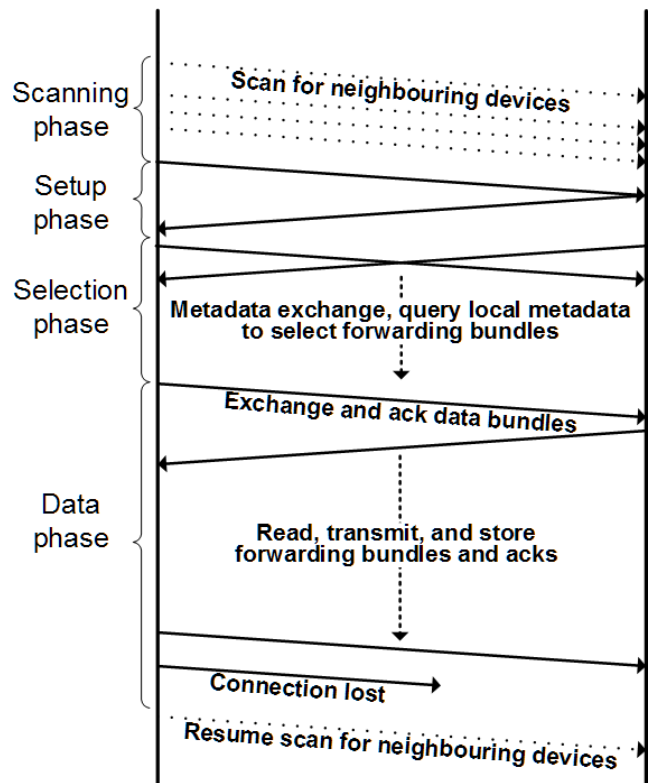 Scanning
phase
Scan for neighbouring devices
Setup
phase
Selection
phase
Metadata exchange, query local metadata
to select forwarding bundles
Exchange and ack data bundles
Data
phase
Read, transmit, and store
forwarding bundles and acks
Connection lost
Resume scan for neighbouring devices